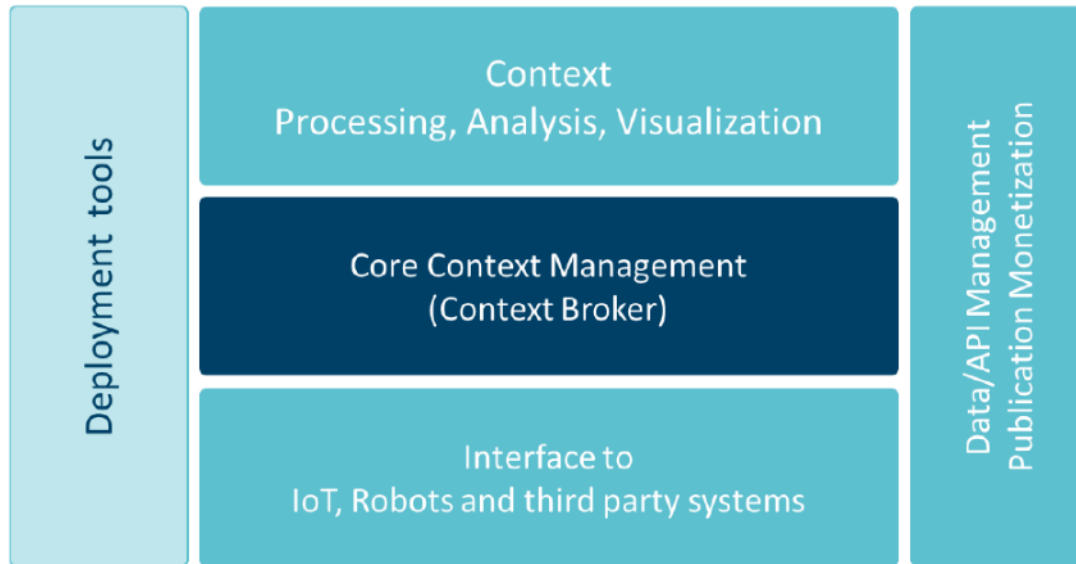 Deployment tools
Context
Processing, Analysis, Visualization
Core Context Management
(Context Broker)
Interface to
IoT, Robots and third party systems
Data/API Management
Publication Monetization